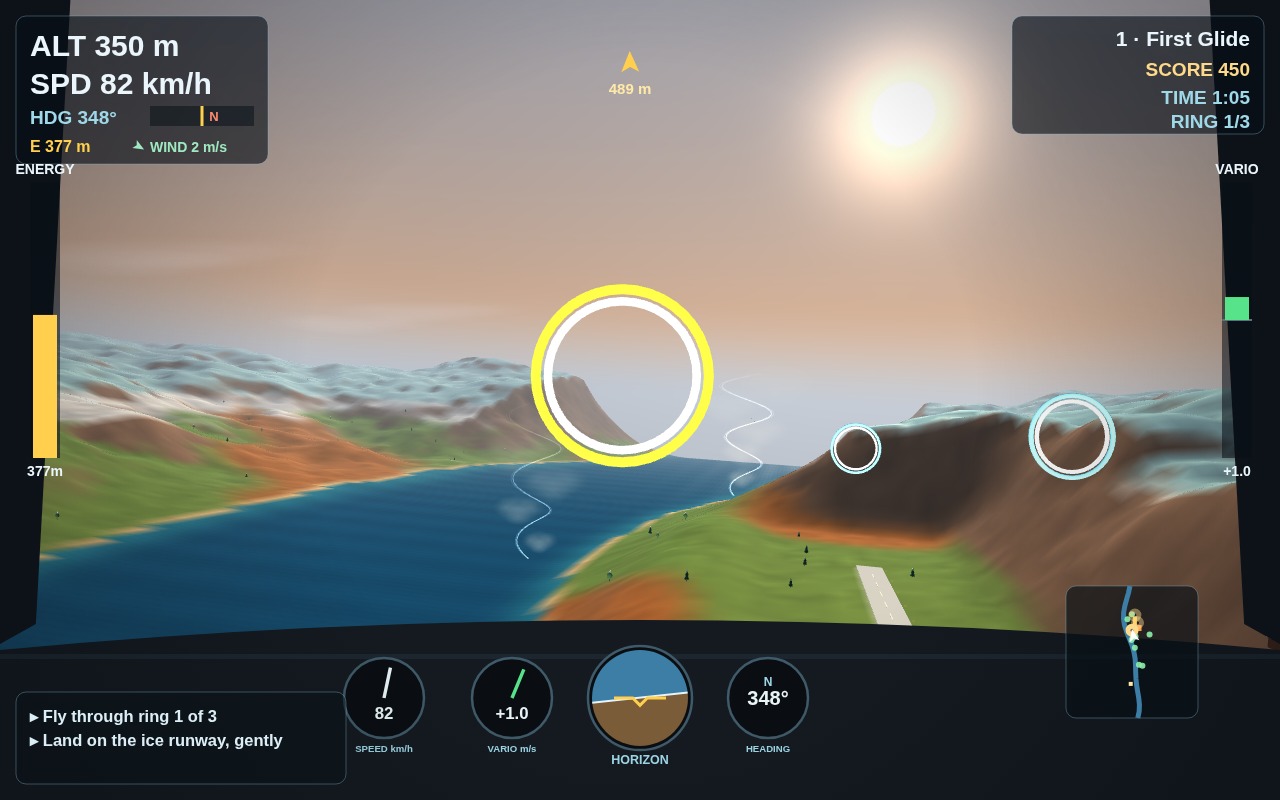 ALT 350 m
SPD 82 km/h
HDG 348°
N
E 377 m
WIND 2 m/s
ENERGY
377m
489 m
1 · First Glide
SCORE 450
TIME 1:05
RING 1/3
VARIO
+1.0
▸ Fly through ring 1 of 3
▸ Land on the ice runway, gently
82
SPEED km/h
+1.0
VARIO m/s
HORIZON
N
348°
HEADING